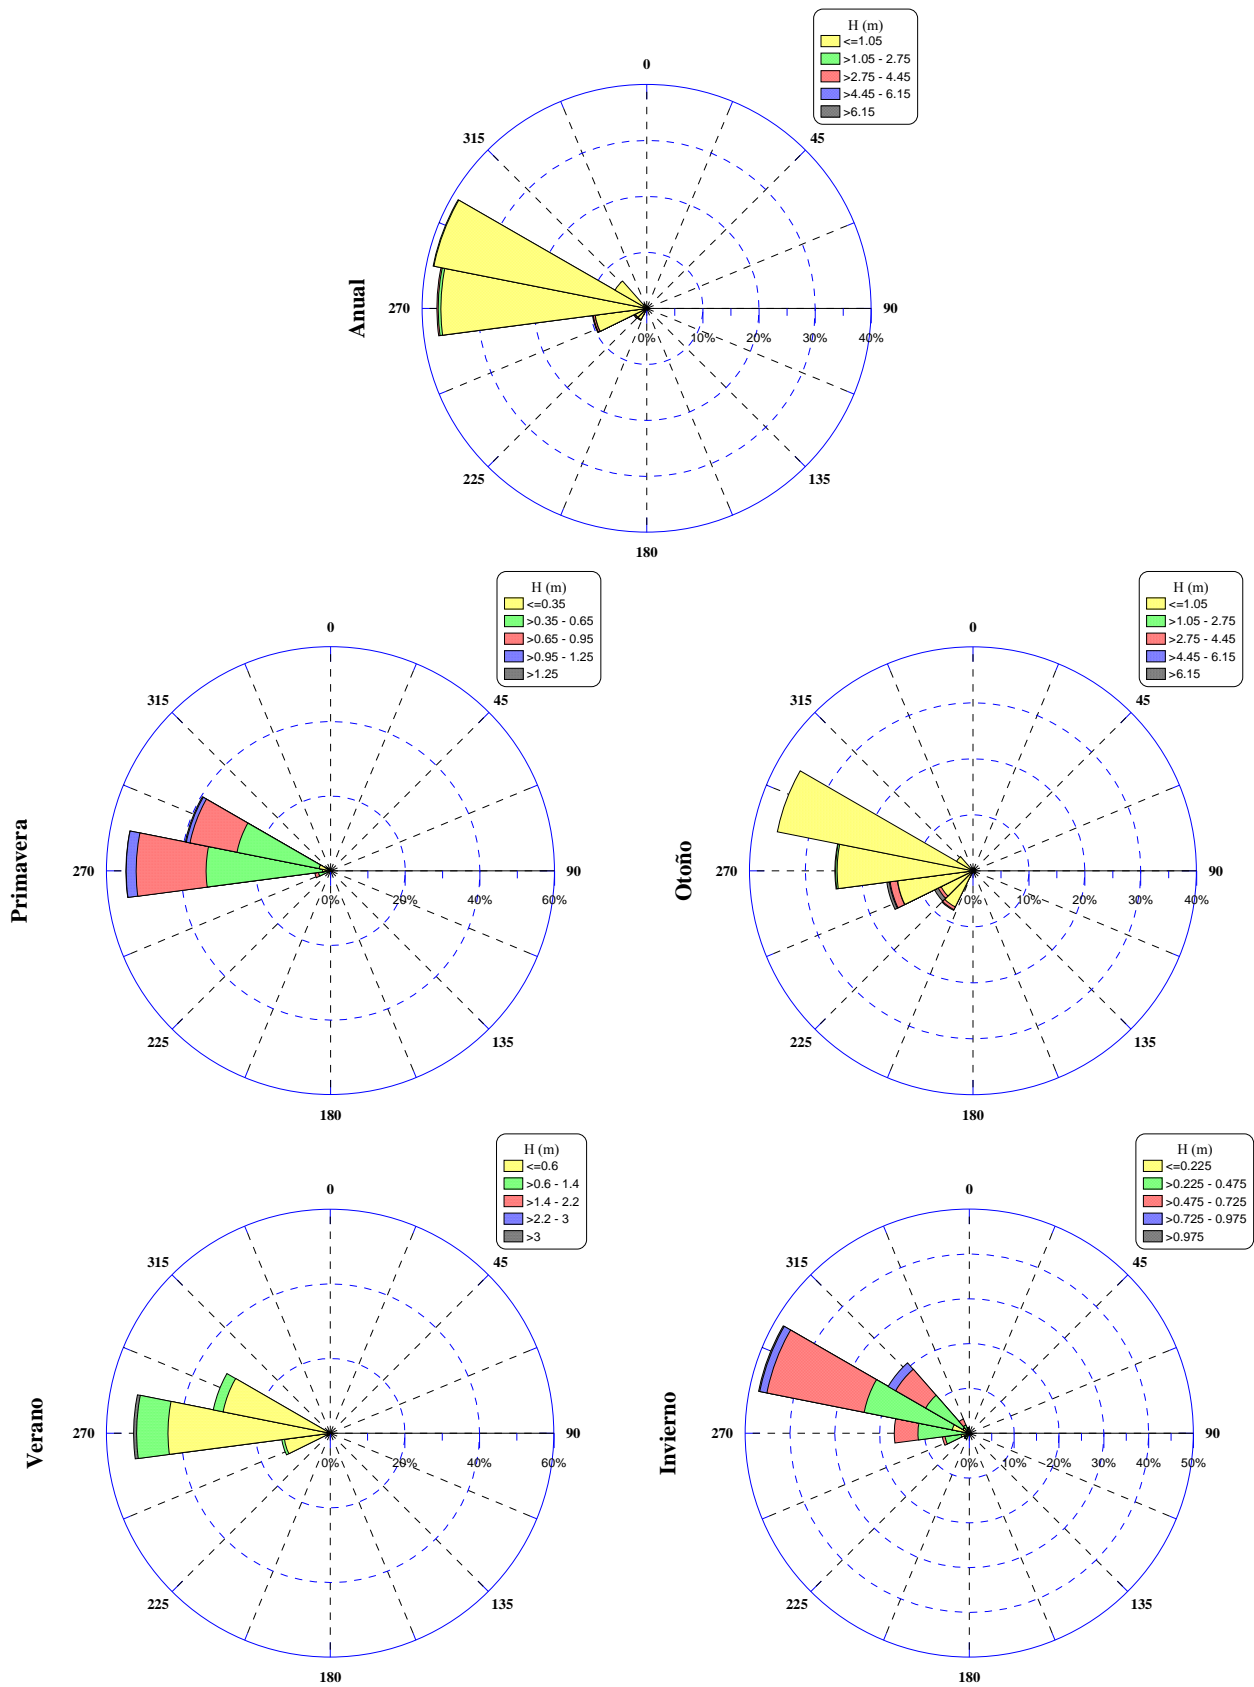 H (m)
<=1.05
>1.05 - 2.75
>2.75 - 4.45
>4.45 - 6.15
>6.15
0
315
45
Anual
270
90
0%
10%
20%
30%
40%
225
135
180
H (m)
<=0.35
>0.35 - 0.65
>0.65 - 0.95
>0.95 - 1.25
>1.25
0
315
45
Primavera
270
90
0%
20%
40%
60%
225
135
180
H (m)
<=1.05
>1.05 - 2.75
>2.75 - 4.45
>4.45 - 6.15
>6.15
0
315
45
Otoño
270
90
0%
10%
20%
30%
40%
225
135
180
H (m)
<=0.6
>0.6 - 1.4
>1.4 - 2.2
>2.2 - 3
>3
0
315
45
Verano
270
90
0%
20%
40%
60%
225
135
180
H (m)
<=0.225
>0.225 - 0.475
>0.475 - 0.725
>0.725 - 0.975
>0.975
0
315
45
Invierno
270
90
0%
10%
20%
30%
40%
50%
225
135
180